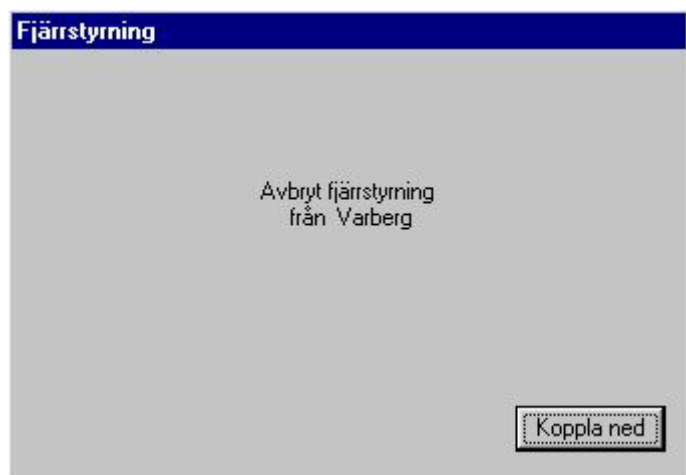 Fjärrstyrning
Avbryt fjärrstyrning
från Varberg
Koppla ned